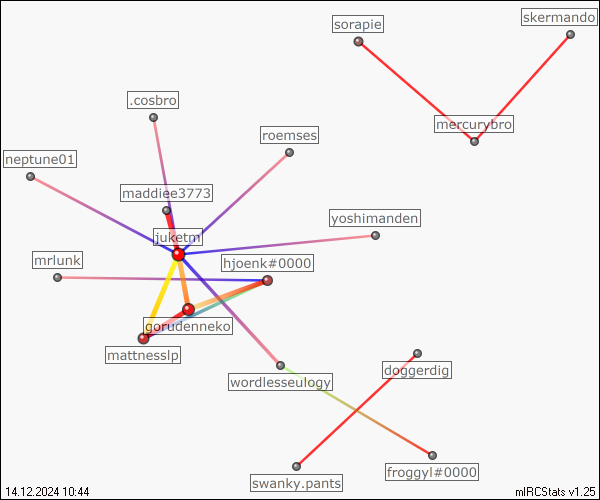 sorapie
skermando
.cosbro
mercurybro
roemses
neptune01
maddiee3773
yoshimanden
juketm
mrlunk
hjoenk#0000
gorudenneko
mattnesslp
wordlesseulogy
doggerdig
swanky.pants
froggyl#0000
14.12.2024 10:44
mIRCStats v1.25